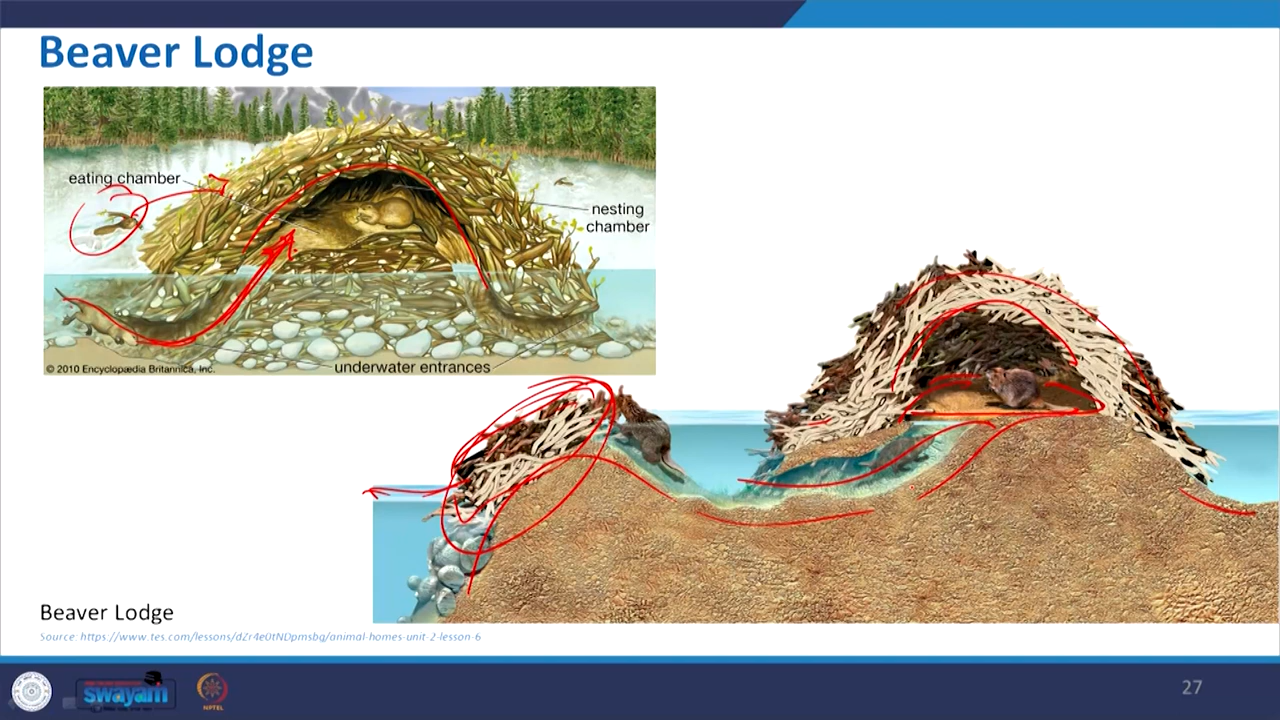 Beaver Lodge
eating chamber
nesting
chamber
underwater entrances
© 2010 Encyclopædia Britannica, Inc.
Beaver Lodge
Source: https://www.tes.com/lessons/dZr4e0tNDpmsbg/animal-homes-unit-2-lesson-6
swayam
NPTEL
27